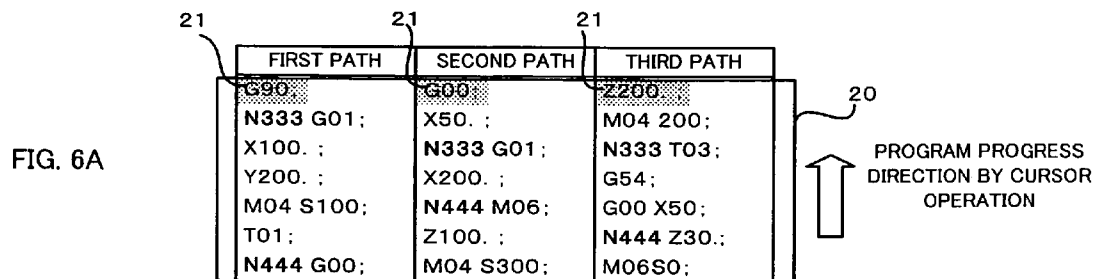 21 21 21
FIRST PATH SECOND PATH THIRD PATH
G90; G00; Z200. ;
N333 G01; X50. ; M04 200;
X100. ; N333 G01; N333 T03;
Y200. ; X200. ; G54;
M04 S100; N444 M06; G00 X50;
T01; Z100. ; N444 Z30.;
N444 G00; M04 S300; M06S0;
20
FIG. 6A
PROGRAM PROGRESS
DIRECTION BY CURSOR
OPERATION